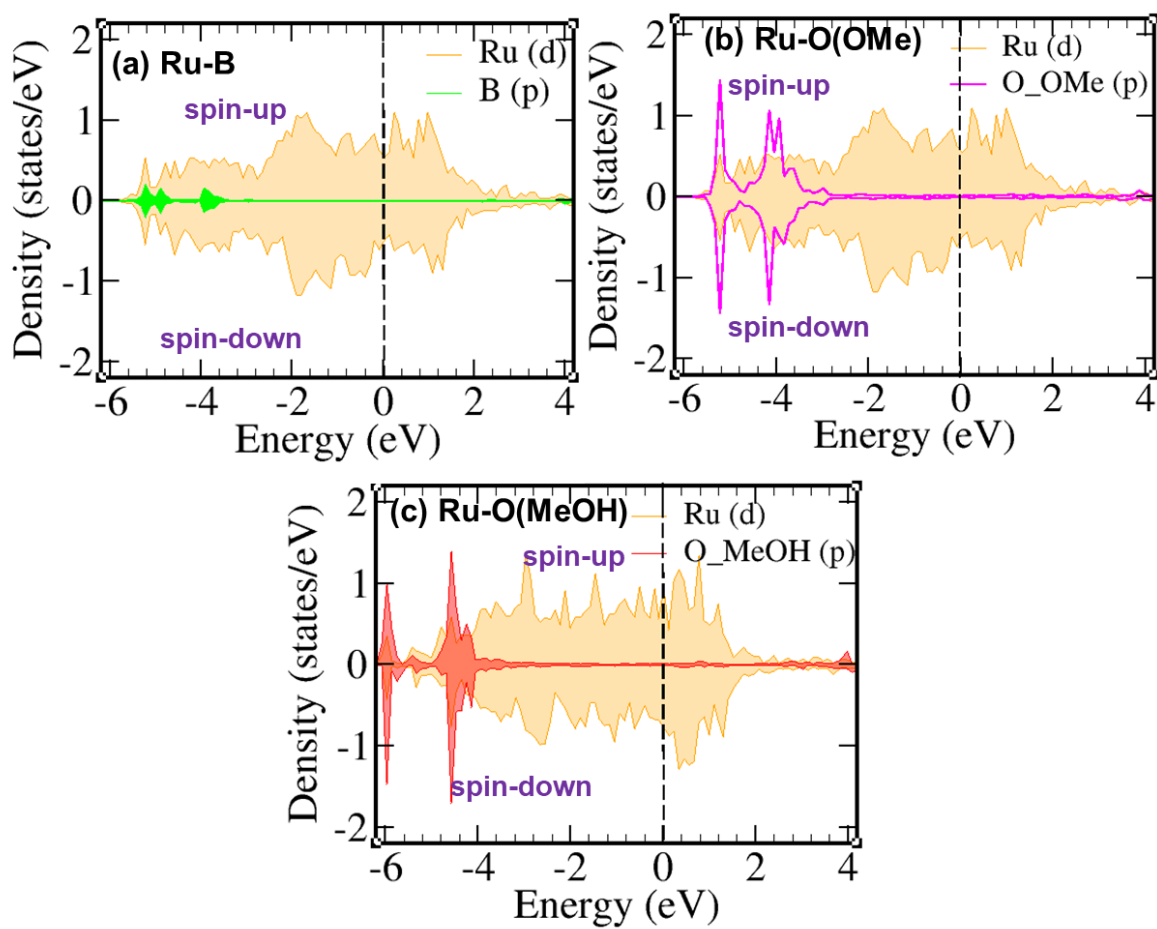 2
(a) Ru-B
Ru (d)
B (p)
spin-up
1
0
-1
spin-down
-2
Density (states/eV)
-6 -4 -2 0 2 4
Energy (eV)
2
(b) Ru-O(OMe)
Ru (d)
O_OMe (p)
spin-up
1
0
-1
spin-down
-2
Density (states/eV)
-6 -4 -2 0 2 4
Energy (eV)
2
(c) Ru-O(MeOH)
Ru (d)
O_MeOH (p)
spin-up
1
0
-1
spin-down
-2
Density (states/eV)
-6 -4 -2 0 2 4
Energy (eV)